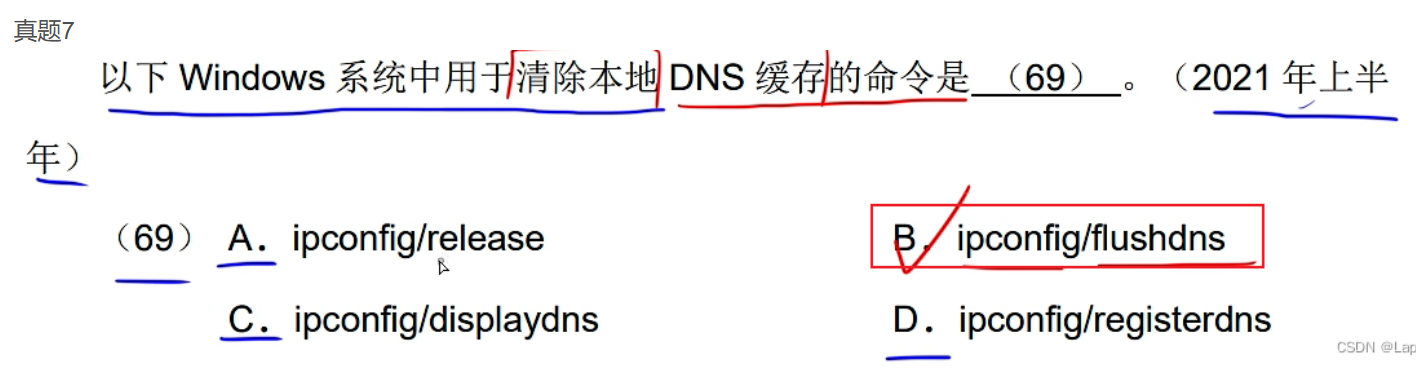 真题7
以下 Windows 系统中用于清除本地 DNS 缓存的命令是 （69） 。（2021 年上半
年）
（69） A．ipconfig/release B．ipconfig/flushdns
C．ipconfig/displaydns D．ipconfig/registerdns
CSDN @Lap